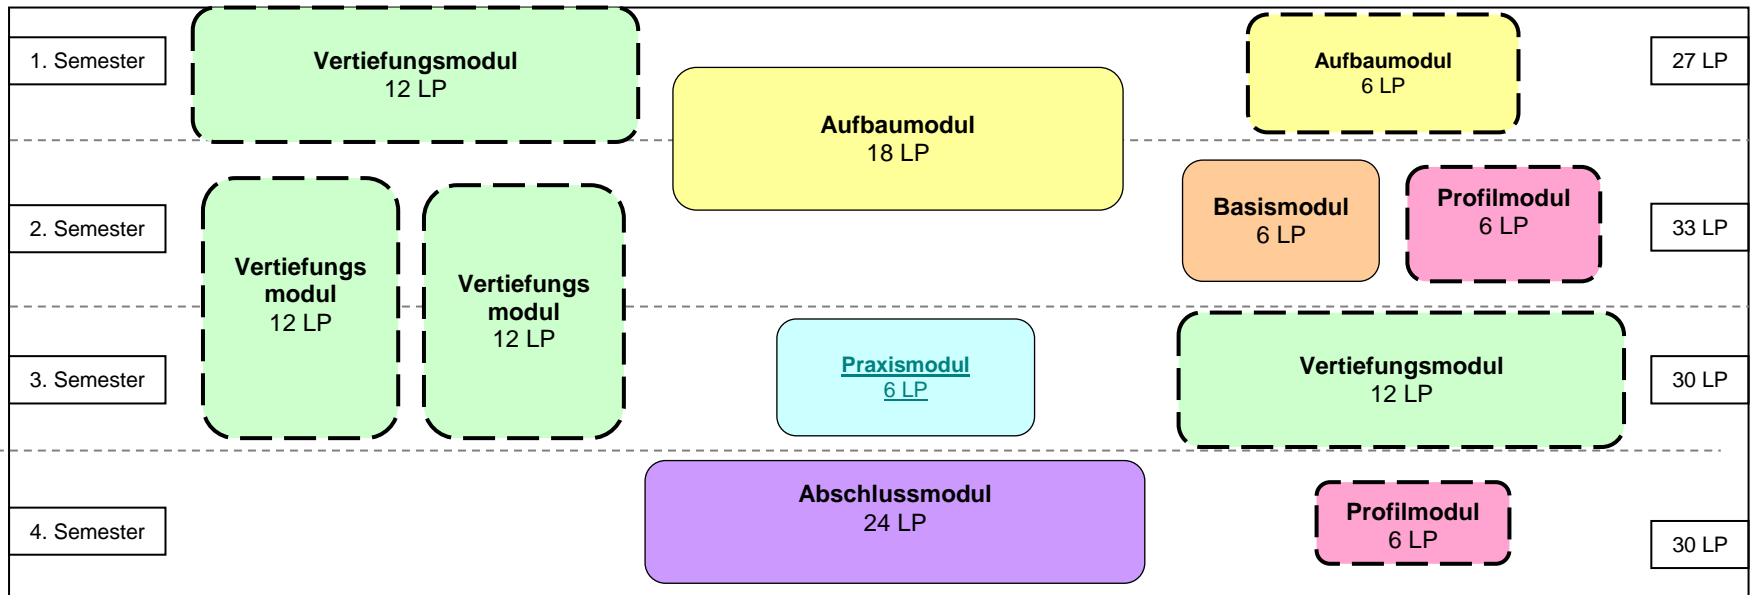 1. Semester
Vertiefungsmodul
12 LP
Aufbaumodul
18 LP
Aufbaumodul
6 LP
27 LP
2. Semester
Vertiefungs
modul
12 LP
Vertiefungs
modul
12 LP
Basismodul
6 LP
Profilmodul
6 LP
33 LP
3. Semester
Praxismodul
6 LP
Vertiefungsmodul
12 LP
30 LP
4. Semester
Abschlussmodul
24 LP
Profilmodul
6 LP
30 LP